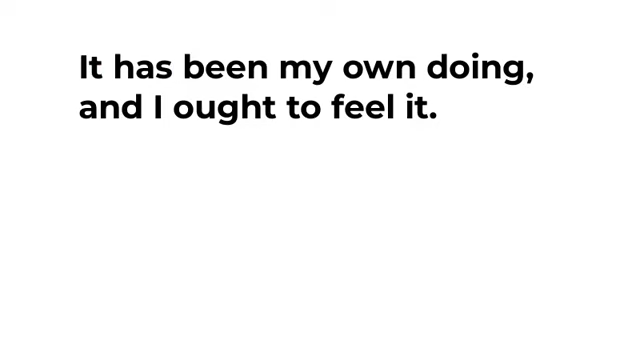 It has been my own doing,
and I ought to feel it.